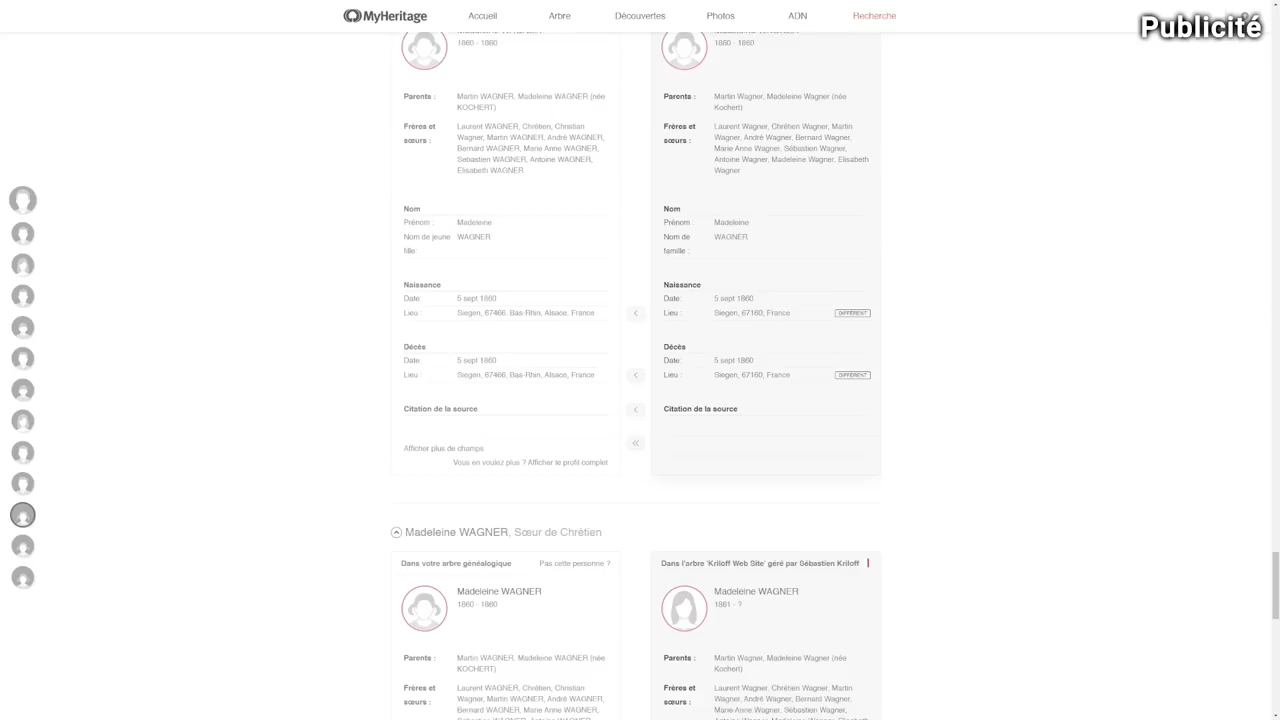 MyHeritage Accueil Arbre Découvertes Photos ADN Recherche
Publicité
1860 - 1860
Parents : Martin WAGNER, Madeleine WAGNER (née
KOCHERT)
Frères et Laurent WAGNER, Chrétien, Christian
sœurs : Wagner, Martin WAGNER, André WAGNER,
Bernard WAGNER, Marie Anne WAGNER,
Sébastien WAGNER, Antoine WAGNER,
Elisabeth WAGNER
Nom
Prénom : Madeleine
Nom de jeune WAGNER
fille:
Naissance
Date: 5 sept 1860
Lieu : Siegen, 67466, Bas-Rhin, Alsace, France
Décès
Date: 5 sept 1860
Lieu : Siegen, 67466, Bas-Rhin, Alsace, France
Citation de la source
Afficher plus de champs
Vous en voulez plus ? Afficher le profil complet
1860 - 1860
Parents : Martin Wagner, Madeleine Wagner (née
Kochert)
Frères et Laurent Wagner, Chrétien Wagner, Martin
sœurs : Wagner, André Wagner, Bernard Wagner,
Marie Anne Wagner, Sébastien Wagner,
Antoine Wagner, Madeleine Wagner, Elisabeth
Wagner
Nom
Prénom : Madeleine
Nom de WAGNER
famille :
Naissance
Date: 5 sept 1860
Lieu : Siegen, 67160, France DIFFÉRENT
Décès
Date: 5 sept 1860
Lieu : Siegen, 67160, France DIFFÉRENT
Citation de la source
Madeleine WAGNER, Sœur de Chrétien
Dans votre arbre généalogique Pas cette personne ?
Madeleine WAGNER
1860 - 1860
Parents : Martin WAGNER, Madeleine WAGNER (née
KOCHERT)
Frères et Laurent WAGNER, Chrétien, Christian
sœurs : Wagner, Martin WAGNER, André WAGNER,
Bernard WAGNER, Marie Anne WAGNER,
Dans l'arbre 'Kriloff Web Site' géré par Sébastien Kriloff
Madeleine WAGNER
1861 - ?
Parents : Martin Wagner, Madeleine Wagner (née
Kochert)
Frères et Laurent Wagner, Chrétien Wagner, Martin
sœurs : Wagner, André Wagner, Bernard Wagner,
Marie Anne Wagner, Sébastien Wagner,